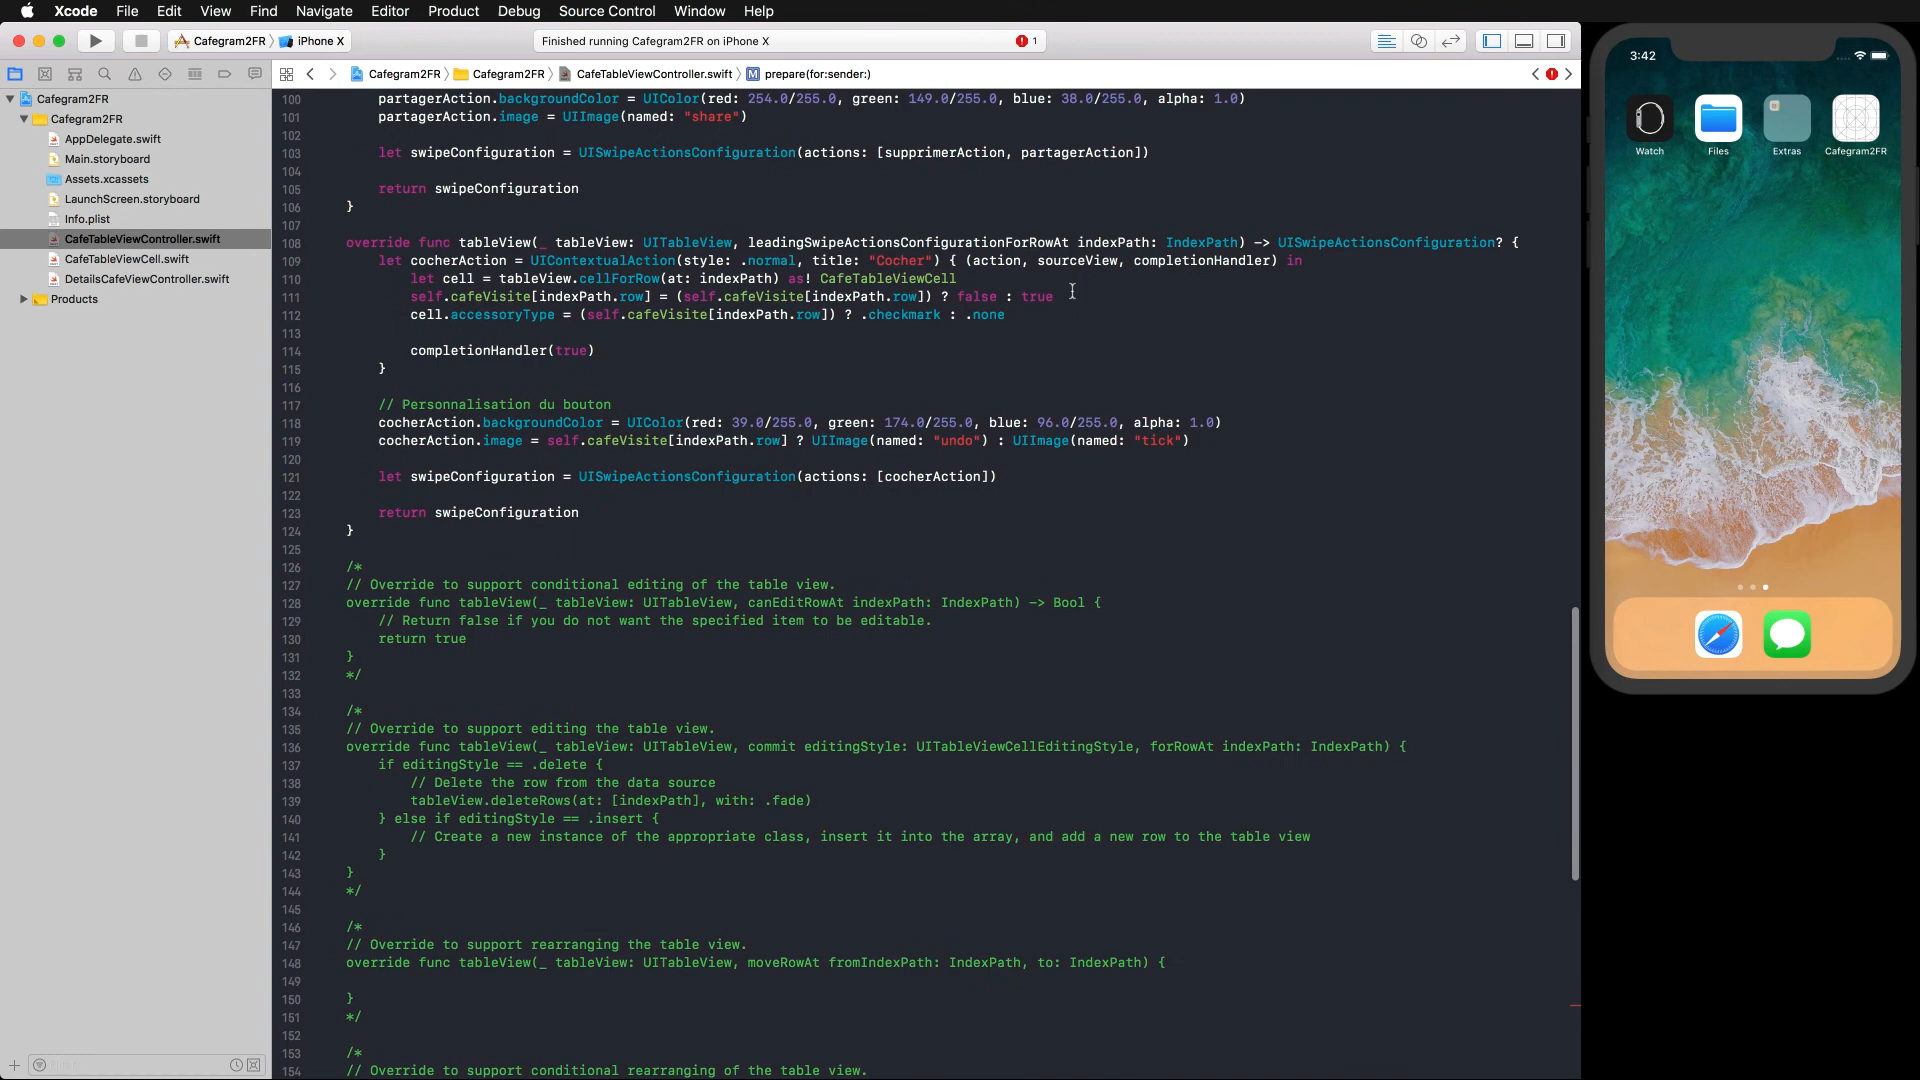 Xcode File Edit View Find Navigate Editor Product Debug Source Control Window Help
Cafegram2FR iPhone X
Finished running Cafegram2FR on iPhone X
1
Cafegram2FR Cafegram2FR CafeTableViewController.swift M prepare(for:sender:)
Cafegram2FR
Cafegram2FR
AppDelegate.swift
Main.storyboard
Assets.xcassets
LaunchScreen.storyboard
Info.plist
CafeTableViewController.swift
CafeTableViewCell.swift
DetailsCafeViewController.swift
Products
100 partagerAction.backgroundColor = UIColor(red: 254.0/255.0, green: 149.0/255.0, blue: 38.0/255.0, alpha: 1.0)
101 partagerAction.image = UIImage(named: "share")
102
103 let swipeConfiguration = UISwipeActionsConfiguration(actions: [supprimerAction, partagerAction])
104
105 return swipeConfiguration
106 }
107
108 override func tableView(_ tableView: UITableView, leadingSwipeActionsConfigurationForRowAt indexPath: IndexPath) -> UISwipeActionsConfiguration? {
109 let cocherAction = UIContextualAction(style: .normal, title: "Cocher") { (action, sourceView, completionHandler) in
110 let cell = tableView.cellForRow(at: indexPath) as! CafeTableViewCell
111 self.cafeVisite[indexPath.row] = (self.cafeVisite[indexPath.row]) ? false : true
112 cell.accessoryType = (self.cafeVisite[indexPath.row]) ? .checkmark : .none
113
114 completionHandler(true)
115 }
116
117 // Personnalisation du bouton
118 cocherAction.backgroundColor = UIColor(red: 39.0/255.0, green: 174.0/255.0, blue: 96.0/255.0, alpha: 1.0)
119 cocherAction.image = self.cafeVisite[indexPath.row] ? UIImage(named: "undo") : UIImage(named: "tick")
120
121 let swipeConfiguration = UISwipeActionsConfiguration(actions: [cocherAction])
122
123 return swipeConfiguration
124 }
125
126 /*
127 // Override to support conditional editing of the table view.
128 override func tableView(_ tableView: UITableView, canEditRowAt indexPath: IndexPath) -> Bool {
129 // Return false if you do not want the specified item to be editable.
130 return true
131 }
132 */
133
134 /*
135 // Override to support editing the table view.
136 override func tableView(_ tableView: UITableView, commit editingStyle: UITableViewCellEditingStyle, forRowAt indexPath: IndexPath) {
137 if editingStyle == .delete {
138 // Delete the row from the data source
139 tableView.deleteRows(at: [indexPath], with: .fade)
140 } else if editingStyle == .insert {
141 // Create a new instance of the appropriate class, insert it into the array, and add a new row to the table view
142 }
143 }
144 */
145
146 /*
147 // Override to support rearranging the table view.
148 override func tableView(_ tableView: UITableView, moveRowAt fromIndexPath: IndexPath, to: IndexPath) {
149
150 }
151 */
152
153 /*
154 // Override to support conditional rearranging of the table view.
3:42
Watch Files Extras Cafegram2FR